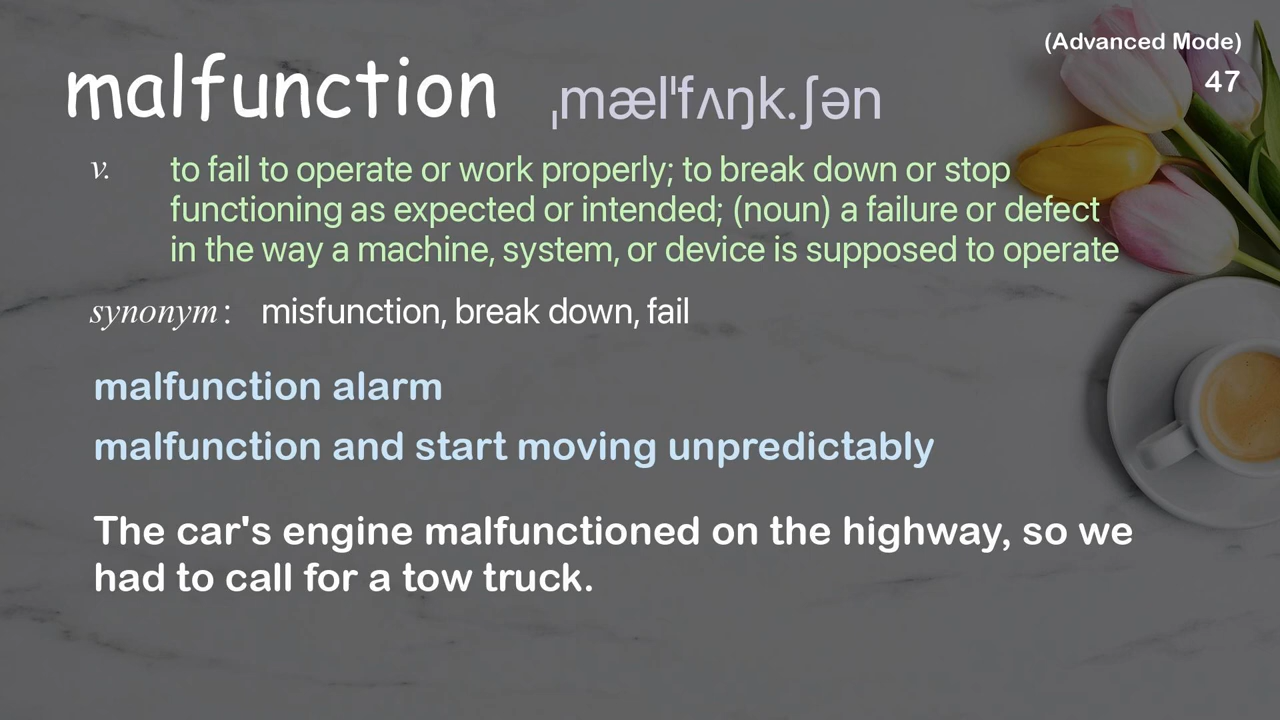 (Advanced Mode)
malfunction ˌmælˈfʌŋk.ʃən
47
v. to fail to operate or work properly; to break down or stop
functioning as expected or intended; (noun) a failure or defect
in the way a machine, system, or device is supposed to operate
synonym: misfunction, break down, fail
malfunction alarm
malfunction and start moving unpredictably
The car's engine malfunctioned on the highway, so we
had to call for a tow truck.